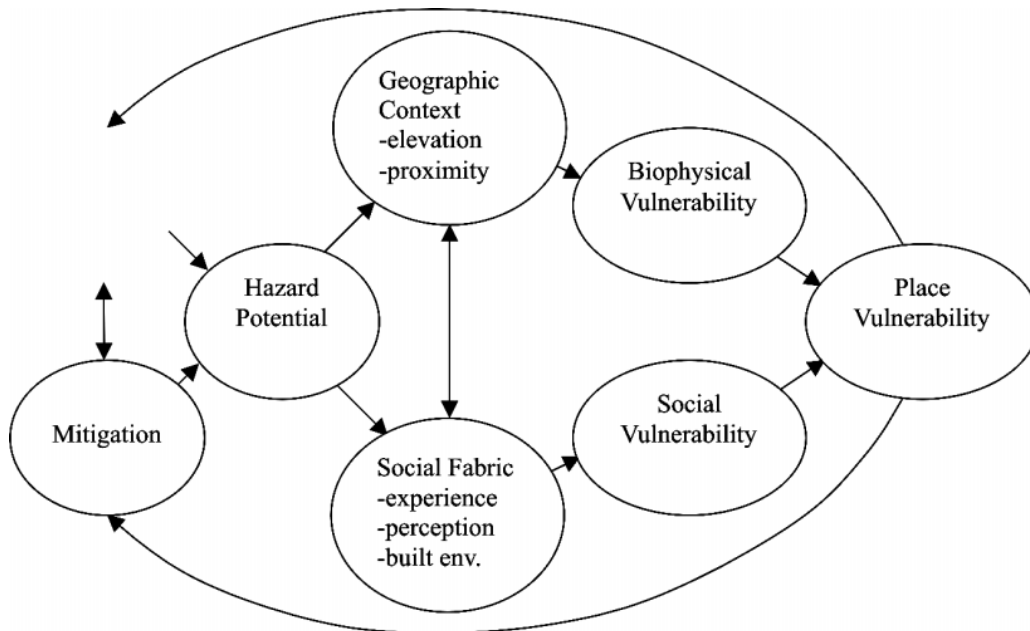 Geographic
Context
-elevation
-proximity
Biophysical
Vulnerability
Hazard
Potential
Place
Vulnerability
Mitigation
Social Fabric
-experience
-perception
-built env.
Social
Vulnerability